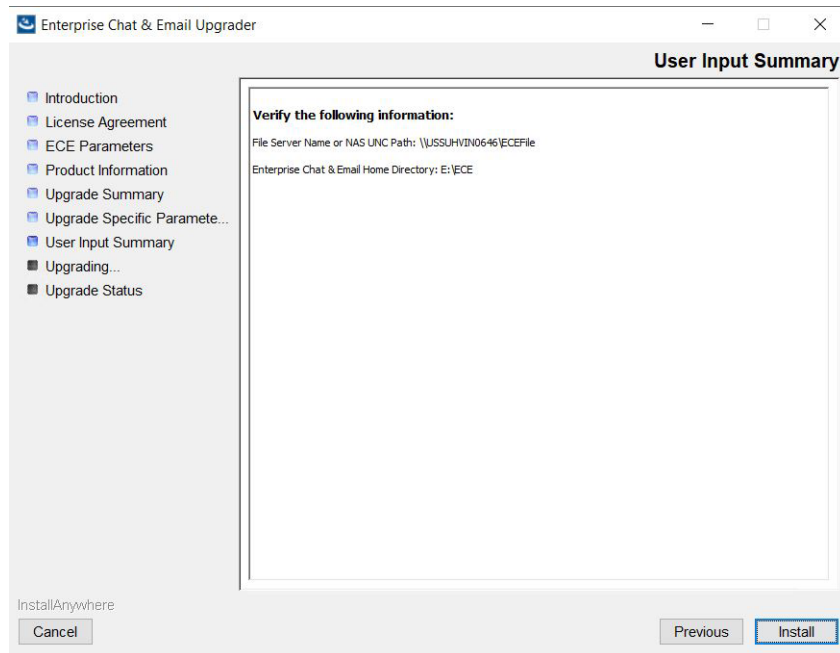 Enterprise Chat & Email Upgrader
User Input Summary
Introduction
License Agreement
ECE Parameters
Product Information
Upgrade Summary
Upgrade Specific Paramete...
User Input Summary
Upgrading...
Upgrade Status
Verify the following information:
File Server Name or NAS UNC Path: \\USSUHVIN0646\ECEFile
Enterprise Chat & Email Home Directory: E:\ECE
InstallAnywhere
Cancel
Previous
Install